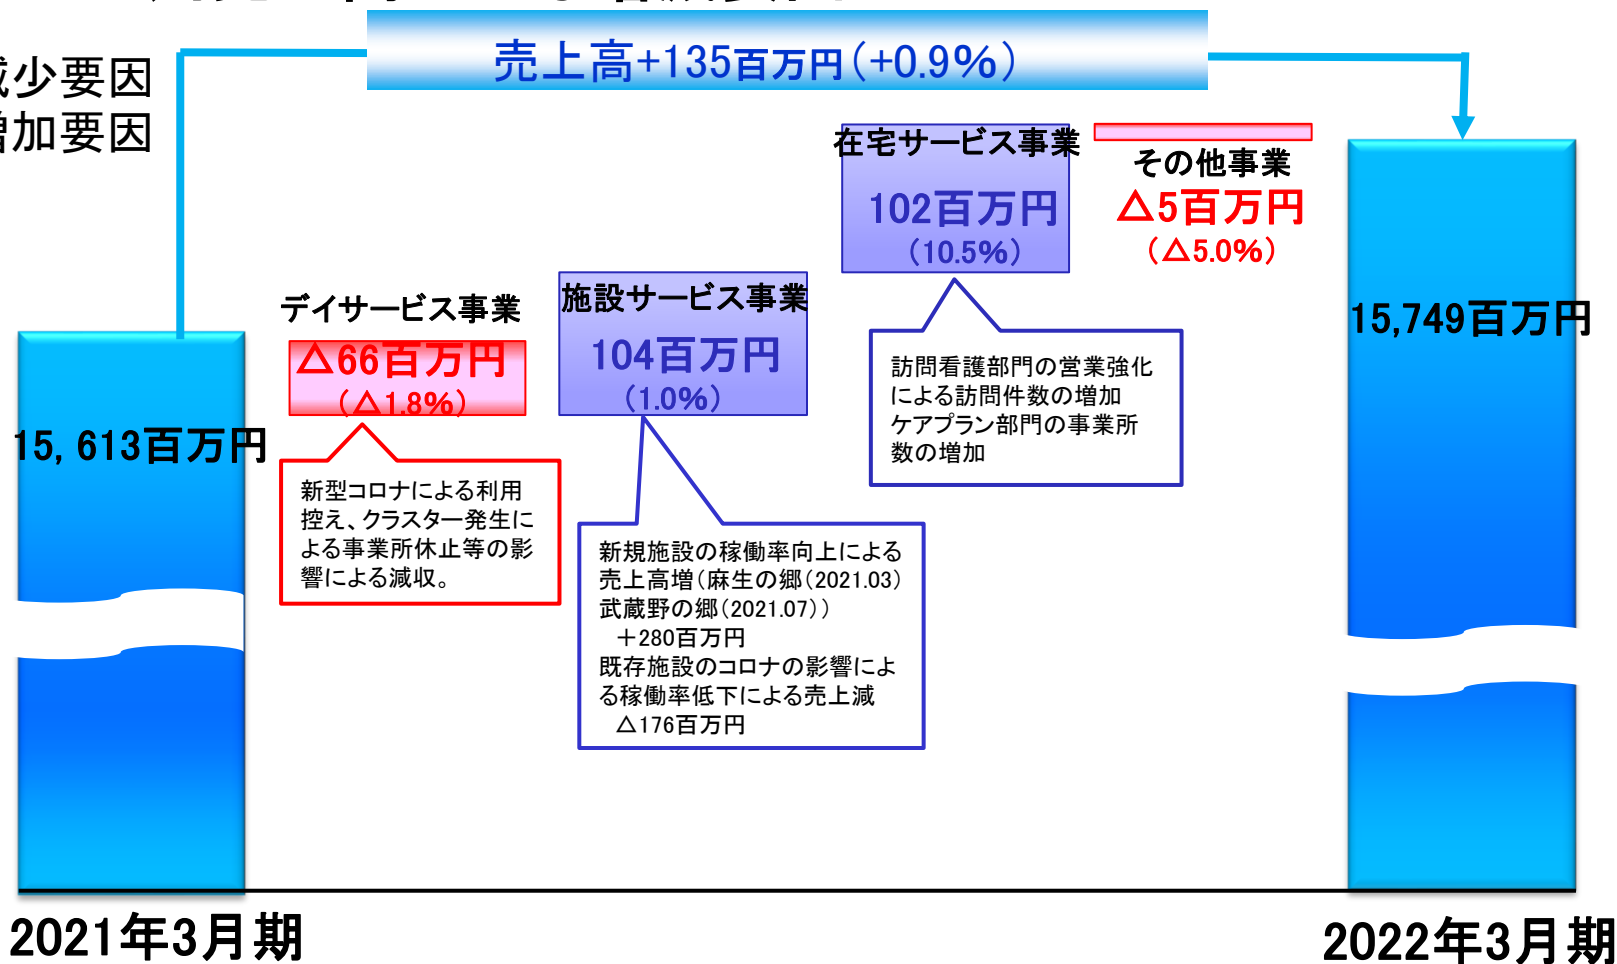 売上高+135百万円(+0.9%)
少要因
加要因
在宅サービス事業
102百万円
(10.5%)
その他事業
△5百万円
(△5.0%)
デイサービス事業
△66百万円
(△1.8%)
施設サービス事業
104百万円
(1.0%)
15,749百万円
15,613百万円
訪問看護部門の営業強化
による訪問件数の増加
ケアプラン部門の事業所
数の増加
新型コロナによる利用
控え、クラスター発生に
よる事業所休止等の影
響による減収。
新規施設の稼働率向上による
売上高増(麻生の郷(2021.03)
武蔵野の郷(2021.07))
+280百万円
既存施設のコロナの影響によ
る稼働率低下による売上減
△176百万円
2021年3月期
2022年3月期